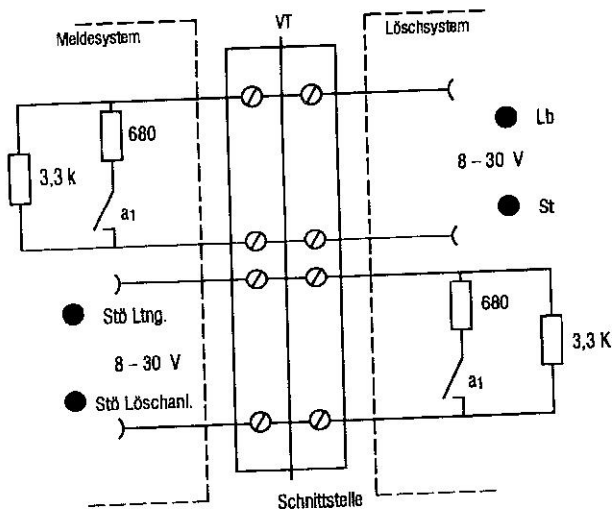 Meldesystem
VT
Löschsystem
680
3,3 k
a1
Lb
8 – 30 V
St
Stö Ltng.
8 – 30 V
Stö Löschanl.
680
3,3 K
a1
Schnittstelle